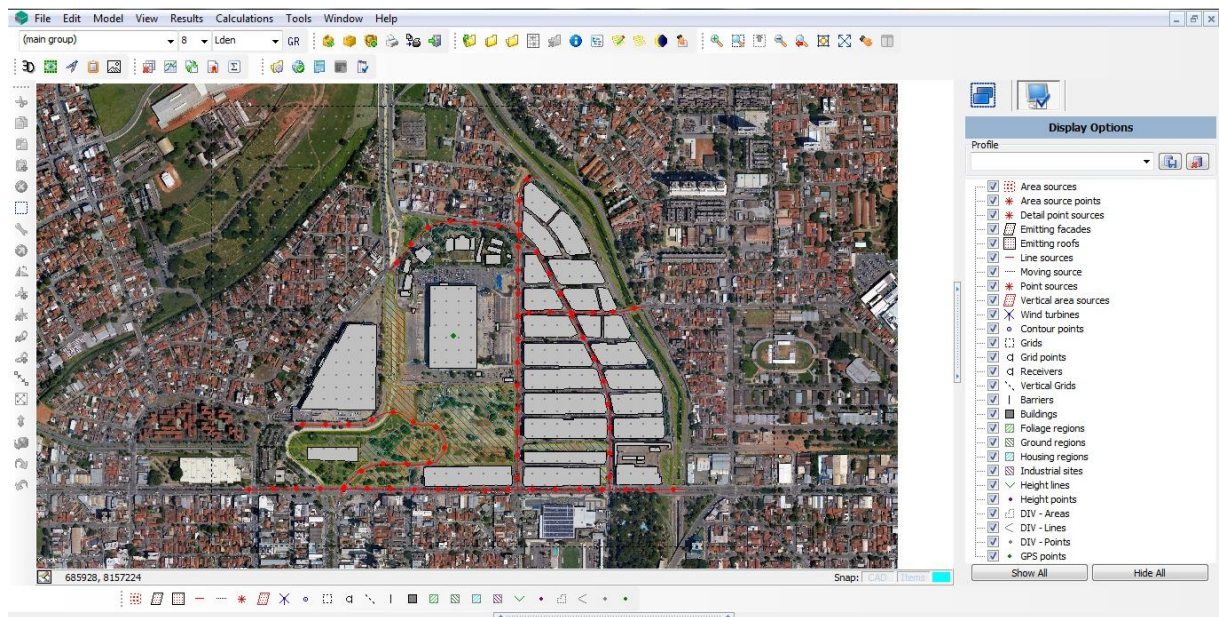 File Edit Model View Results Calculations Tools Window Help
(main group) 8 Lden GR
3D
Display Options
Profile
Area sources
Area source points
Detail point sources
Emitting facades
Emitting roofs
Line sources
Moving source
Point sources
Vertical area sources
Wind turbines
Contour points
Grids
Grid points
Receivers
Vertical Grids
Barriers
Buildings
Foliage regions
Ground regions
Housing regions
Industrial sites
Height lines
Height points
DIV - Areas
DIV - Lines
DIV - Points
GPS points
Show All Hide All
685928, 8157224 Snap: CAD Items